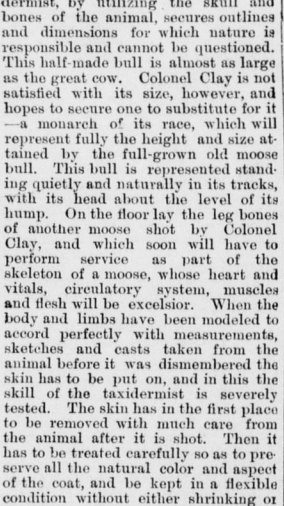 dermist, by utilizing the skull and
bones of the animal, secures outlines
and dimensions for which nature is
responsible and cannot be questioned.
This half-made bull is almost as large
as the great cow. Colonel Clay is not
satisfied with its size, however, and
hopes to secure one to substitute for it
—a monarch of its race, which will
represent fully the height and size at-
tained by the full-grown old moose
bull. This bull is represented stand-
ing quietly and naturally in its tracks,
with its head about the level of its
hump. On the floor lay the leg bones
of another moose shot by Colonel
Clay, and which soon will have to
perform service as part of the
skeleton of a moose, whose heart and
vitals, circulatory system, muscles
and flesh will be excelsior. When the
body and limbs have been modeled to
accord perfectly with measurements,
sketches and casts taken from the
animal before it was dismembered the
skin has to be put on, and in this the
skill of the taxidermist is severely
tested. The skin has in the first place
to be removed with much care from
the animal after it is shot. Then it
has to be treated carefully so as to pre-
serve all the natural color and aspect
of the coat, and be kept in a flexible
condition without either shrinking or